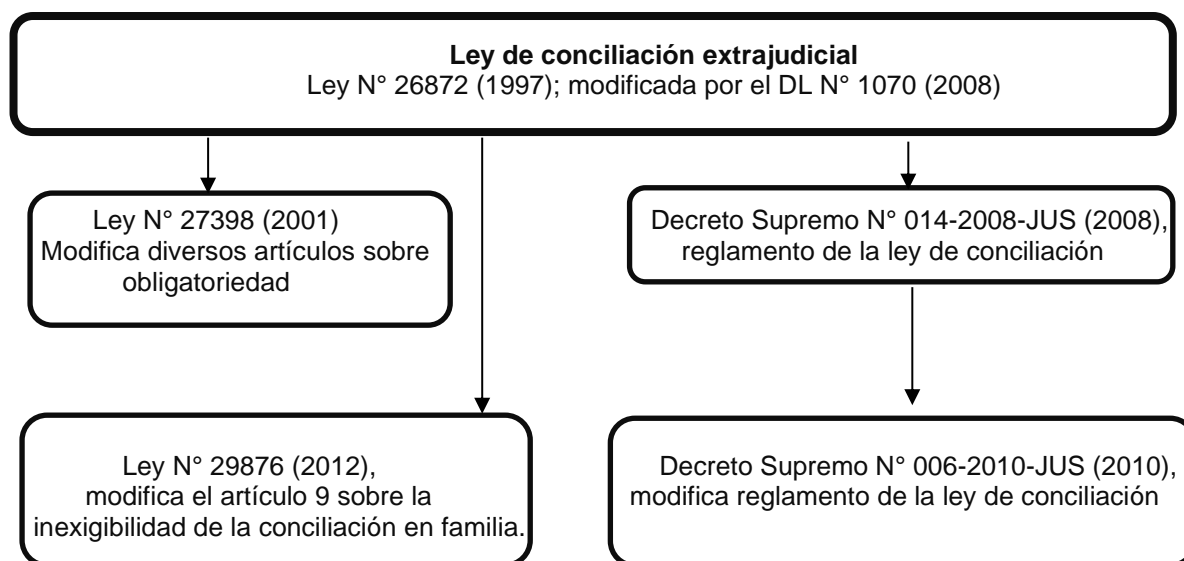 Ley de conciliación extrajudicial
Ley N° 26872 (1997); modificada por el DL N° 1070 (2008)
Ley N° 27398 (2001)
Modifica diversos artículos sobre
obligatoriedad
Decreto Supremo N° 014-2008-JUS (2008),
reglamento de la ley de conciliación
Ley N° 29876 (2012),
modifica el artículo 9 sobre la
inexigibilidad de la conciliación en familia.
Decreto Supremo N° 006-2010-JUS (2010),
modifica reglamento de la ley de conciliación